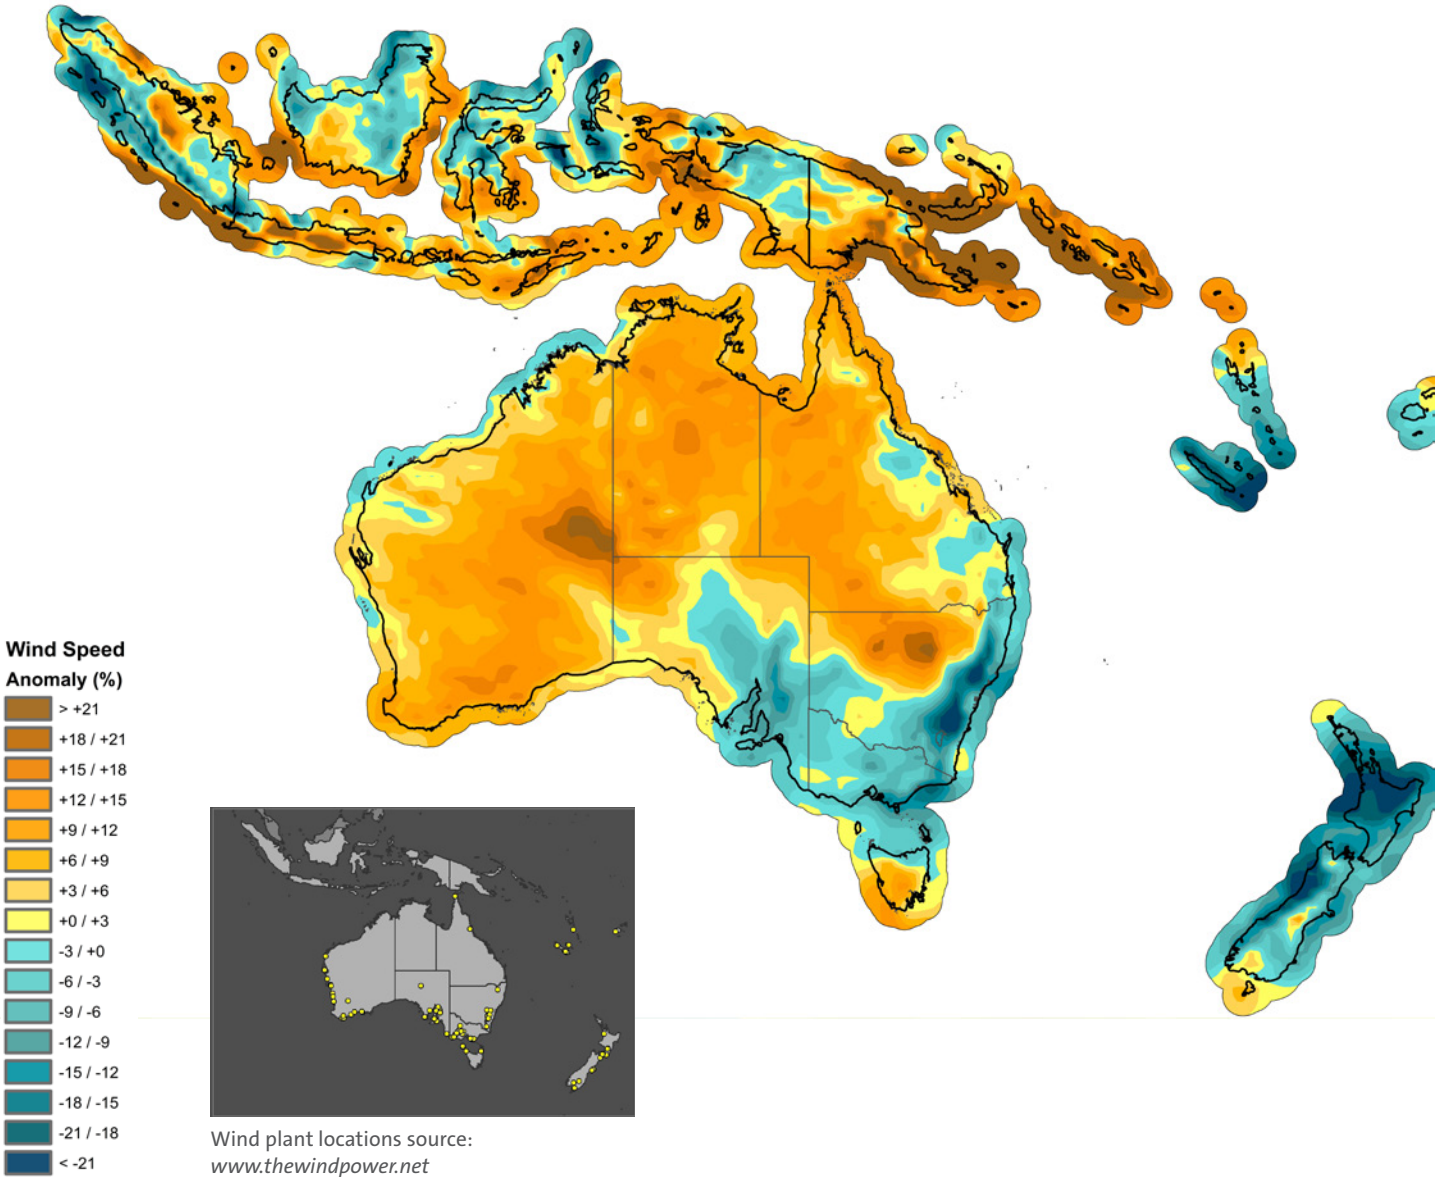 Wind Speed
Anomaly (%)
> +21
+18 / +21
+15 / +18
+12 / +15
+9 / +12
+6 / +9
+3 / +6
+0 / +3
-3 / +0
-6 / -3
-9 / -6
-12 / -9
-15 / -12
-18 / -15
-21 / -18
< -21
Wind plant locations source:
www.thewindpower.net